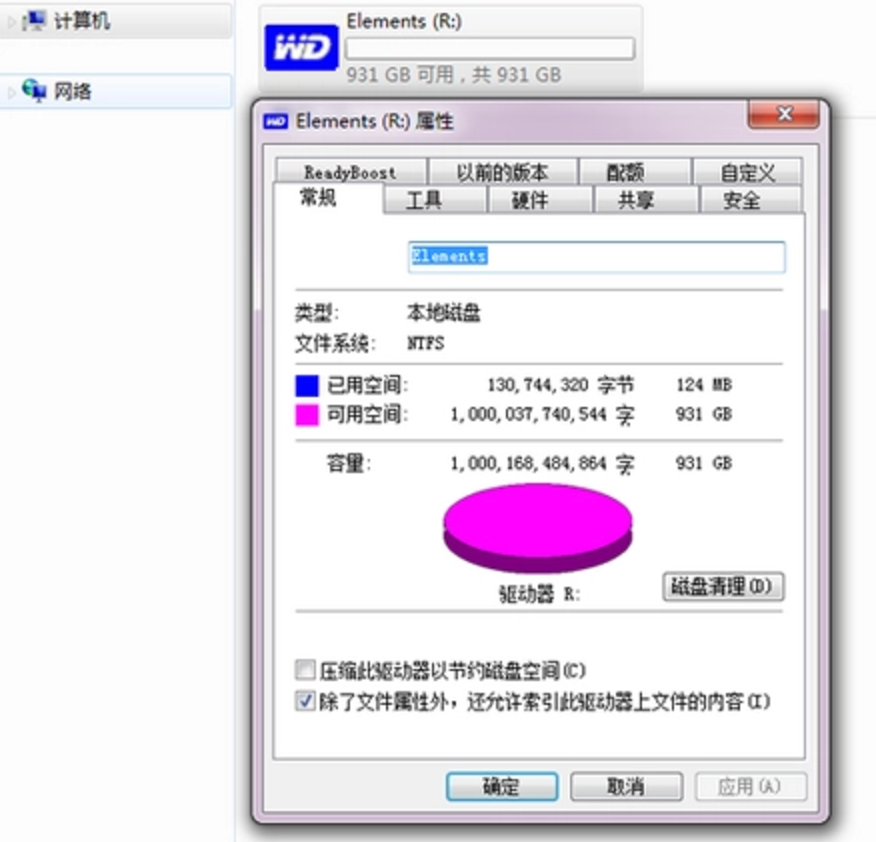 计算机
网络
WD
Elements (R:)
931 GB 可用，共 931 GB
WD Elements (R:) 属性
ReadyBoost 以前的版本 配额 自定义
常规 工具 硬件 共享 安全
Elements
类型: 本地磁盘
文件系统: NTFS
已用空间: 130,744,320 字节 124 MB
可用空间: 1,000,037,740,544 字 931 GB
容量: 1,000,168,484,864 字 931 GB
驱动器 R:
磁盘清理(D)
压缩此驱动器以节约磁盘空间(C)
除了文件属性外，还允许索引此驱动器上文件的内容(I)
确定 取消 应用(A)